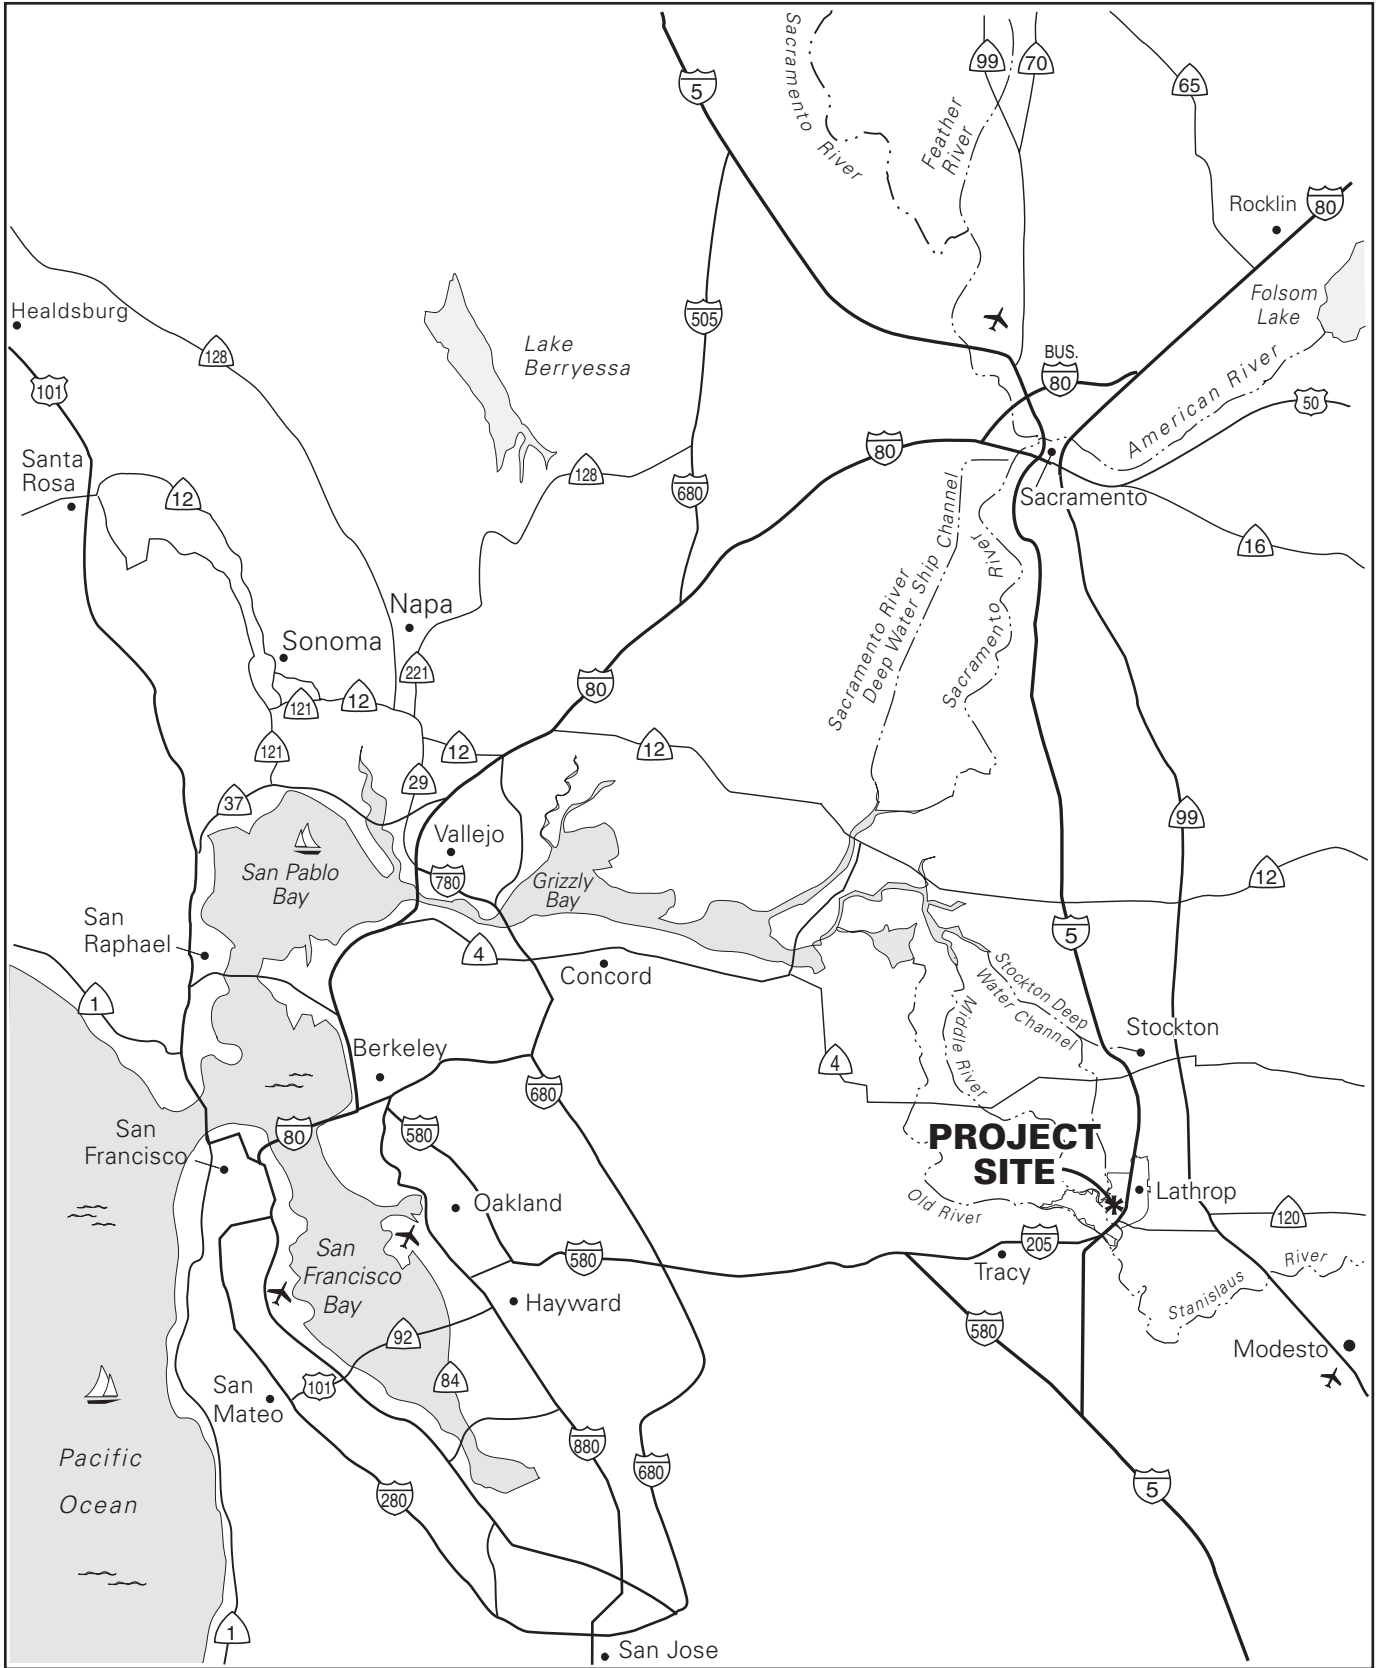 Sacramento
River
5
99
70
Feather
River
65
Rocklin
80
Folsom
Lake
Healdsburg
505
128
Lake
Berryessa
BUS.
80
American River
101
50
80
Santa
Rosa
12
128
680
Sacramento
16
Sacramento River
Deep Water Ship Channel
Sacramento
River
Napa
Sonoma
221
80
121
12
121
12
12
29
37
99
Vallejo
780
San Pablo
Bay
Grizzly
Bay
12
San
Raphael
5
4
Concord
1
Stockton Deep
Water Channel
Middle River
Stockton
Berkeley
4
680
San
Francisco
80
580
PROJECT
SITE
Lathrop
Oakland
Old River
120
San
Francisco
Bay
580
205
Tracy
River
Stanislaus
Hayward
580
92
Modesto
San
Mateo
101
84
880
680
Pacific
Ocean
280
5
1
San Jose